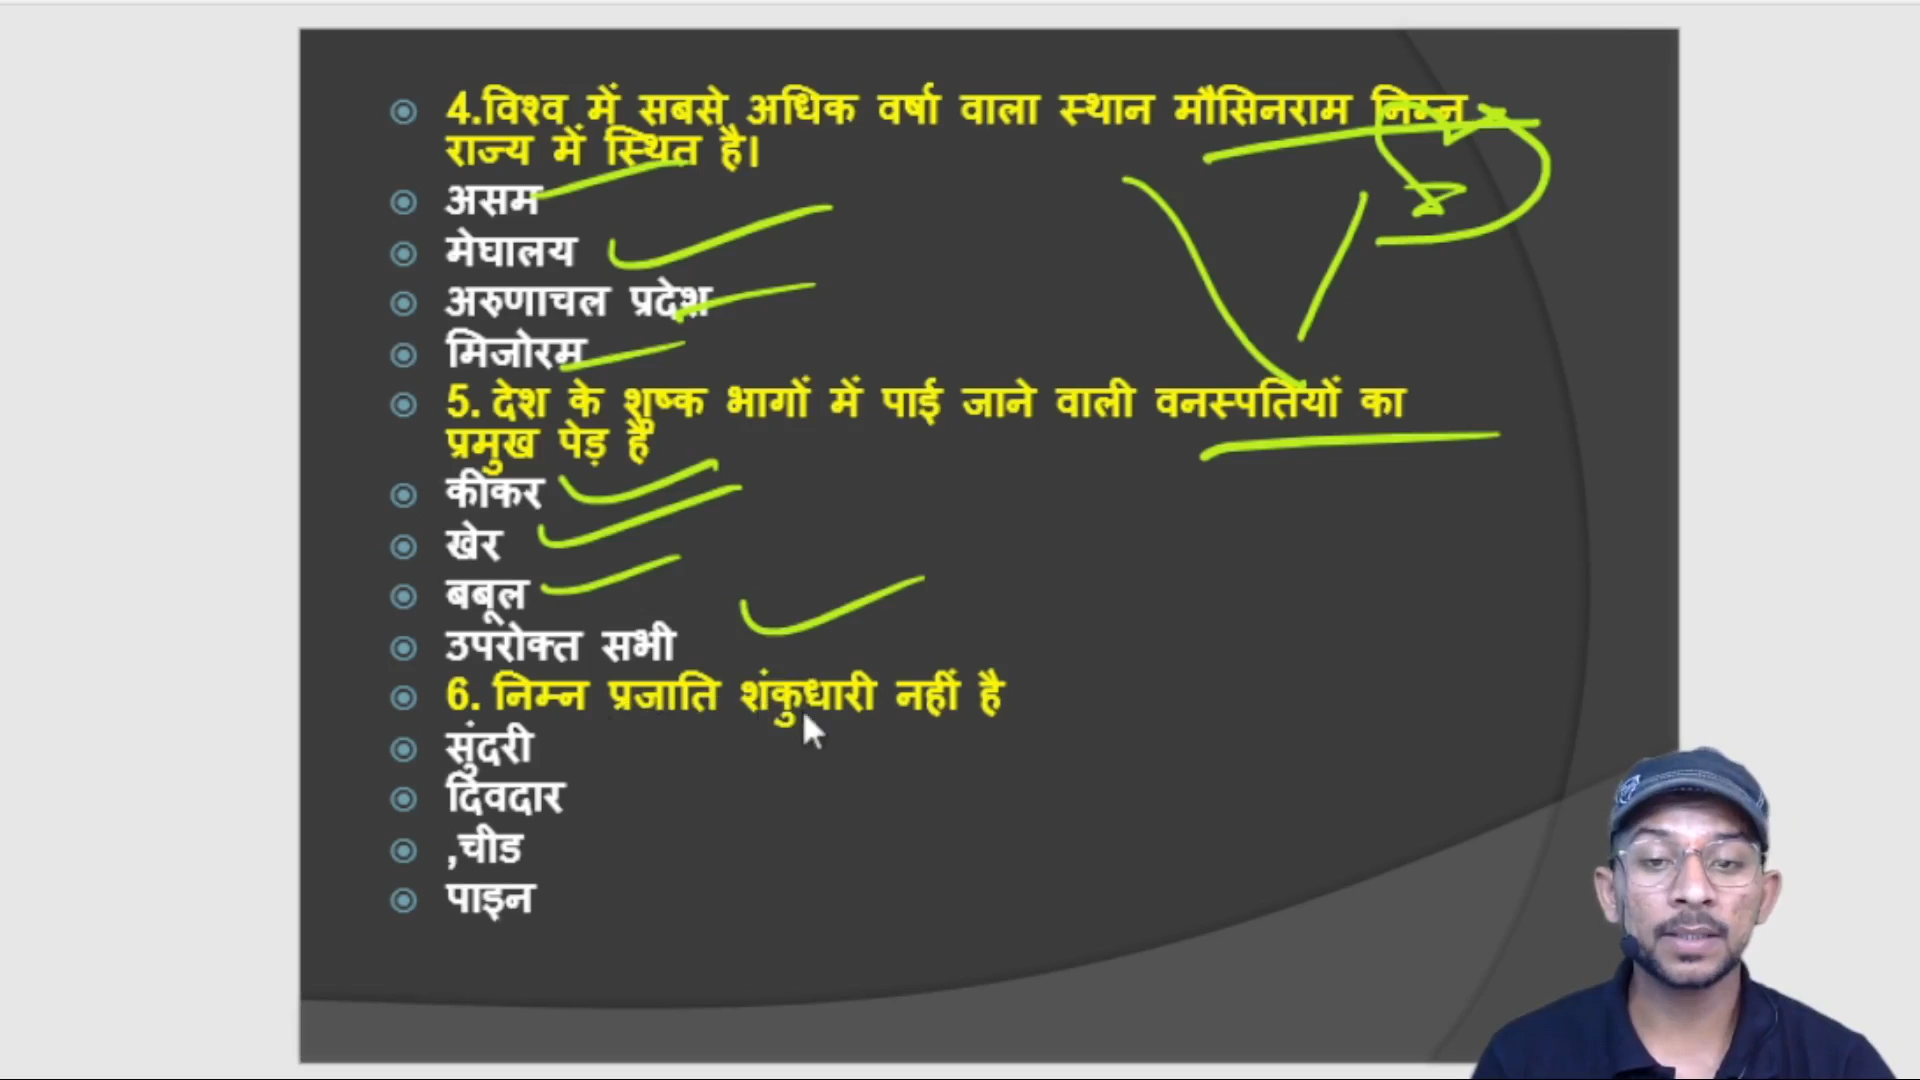 4.विश्व में सबसे अधिक वर्षा वाला स्थान मौसिनराम निम्न
राज्य में स्थित है।
असम
मेघालय
अरुणाचल प्रदेश
मिजोरम
5. देश के शुष्क भागों में पाई जाने वाली वनस्पतियों का
प्रमुख पेड़ है
कीकर
खेर
बबूल
उपरोक्त सभी
6. निम्न प्रजाति शंकुधारी नहीं है
सुंदरी
दिवदार
,चीड
पाइन